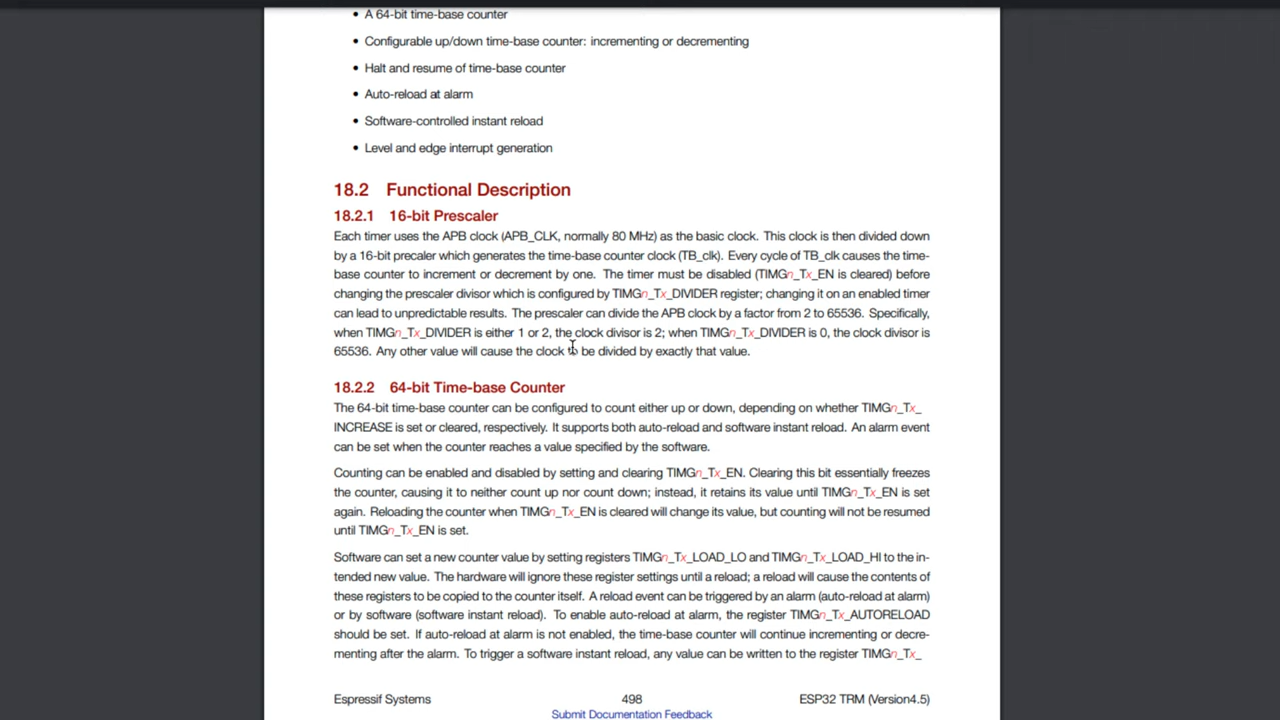 • A 64-bit time-base counter
• Configurable up/down time-base counter: incrementing or decrementing
• Halt and resume of time-base counter
• Auto-reload at alarm
• Software-controlled instant reload
• Level and edge interrupt generation
18.2 Functional Description
18.2.1 16-bit Prescaler
Each timer uses the APB clock (APB_CLK, normally 80 MHz) as the basic clock. This clock is then divided down
by a 16-bit precaler which generates the time-base counter clock (TB_clk). Every cycle of TB_clk causes the time-
base counter to increment or decrement by one. The timer must be disabled (TIMGn_Tx_EN is cleared) before
changing the prescaler divisor which is configured by TIMGn_Tx_DIVIDER register; changing it on an enabled timer
can lead to unpredictable results. The prescaler can divide the APB clock by a factor from 2 to 65536. Specifically,
when TIMGn_Tx_DIVIDER is either 1 or 2, the clock divisor is 2; when TIMGn_Tx_DIVIDER is 0, the clock divisor is
65536. Any other value will cause the clock to be divided by exactly that value.
18.2.2 64-bit Time-base Counter
The 64-bit time-base counter can be configured to count either up or down, depending on whether TIMGn_Tx_
INCREASE is set or cleared, respectively. It supports both auto-reload and software instant reload. An alarm event
can be set when the counter reaches a value specified by the software.
Counting can be enabled and disabled by setting and clearing TIMGn_Tx_EN. Clearing this bit essentially freezes
the counter, causing it to neither count up nor count down; instead, it retains its value until TIMGn_Tx_EN is set
again. Reloading the counter when TIMGn_Tx_EN is cleared will change its value, but counting will not be resumed
until TIMGn_Tx_EN is set.
Software can set a new counter value by setting registers TIMGn_Tx_LOAD_LO and TIMGn_Tx_LOAD_HI to the in-
tended new value. The hardware will ignore these register settings until a reload; a reload will cause the contents of
these registers to be copied to the counter itself. A reload event can be triggered by an alarm (auto-reload at alarm)
or by software (software instant reload). To enable auto-reload at alarm, the register TIMGn_Tx_AUTORELOAD
should be set. If auto-reload at alarm is not enabled, the time-base counter will continue incrementing or decre-
menting after the alarm. To trigger a software instant reload, any value can be written to the register TIMGn_Tx_
Espressif Systems 498 ESP32 TRM (Version4.5)
Submit Documentation Feedback